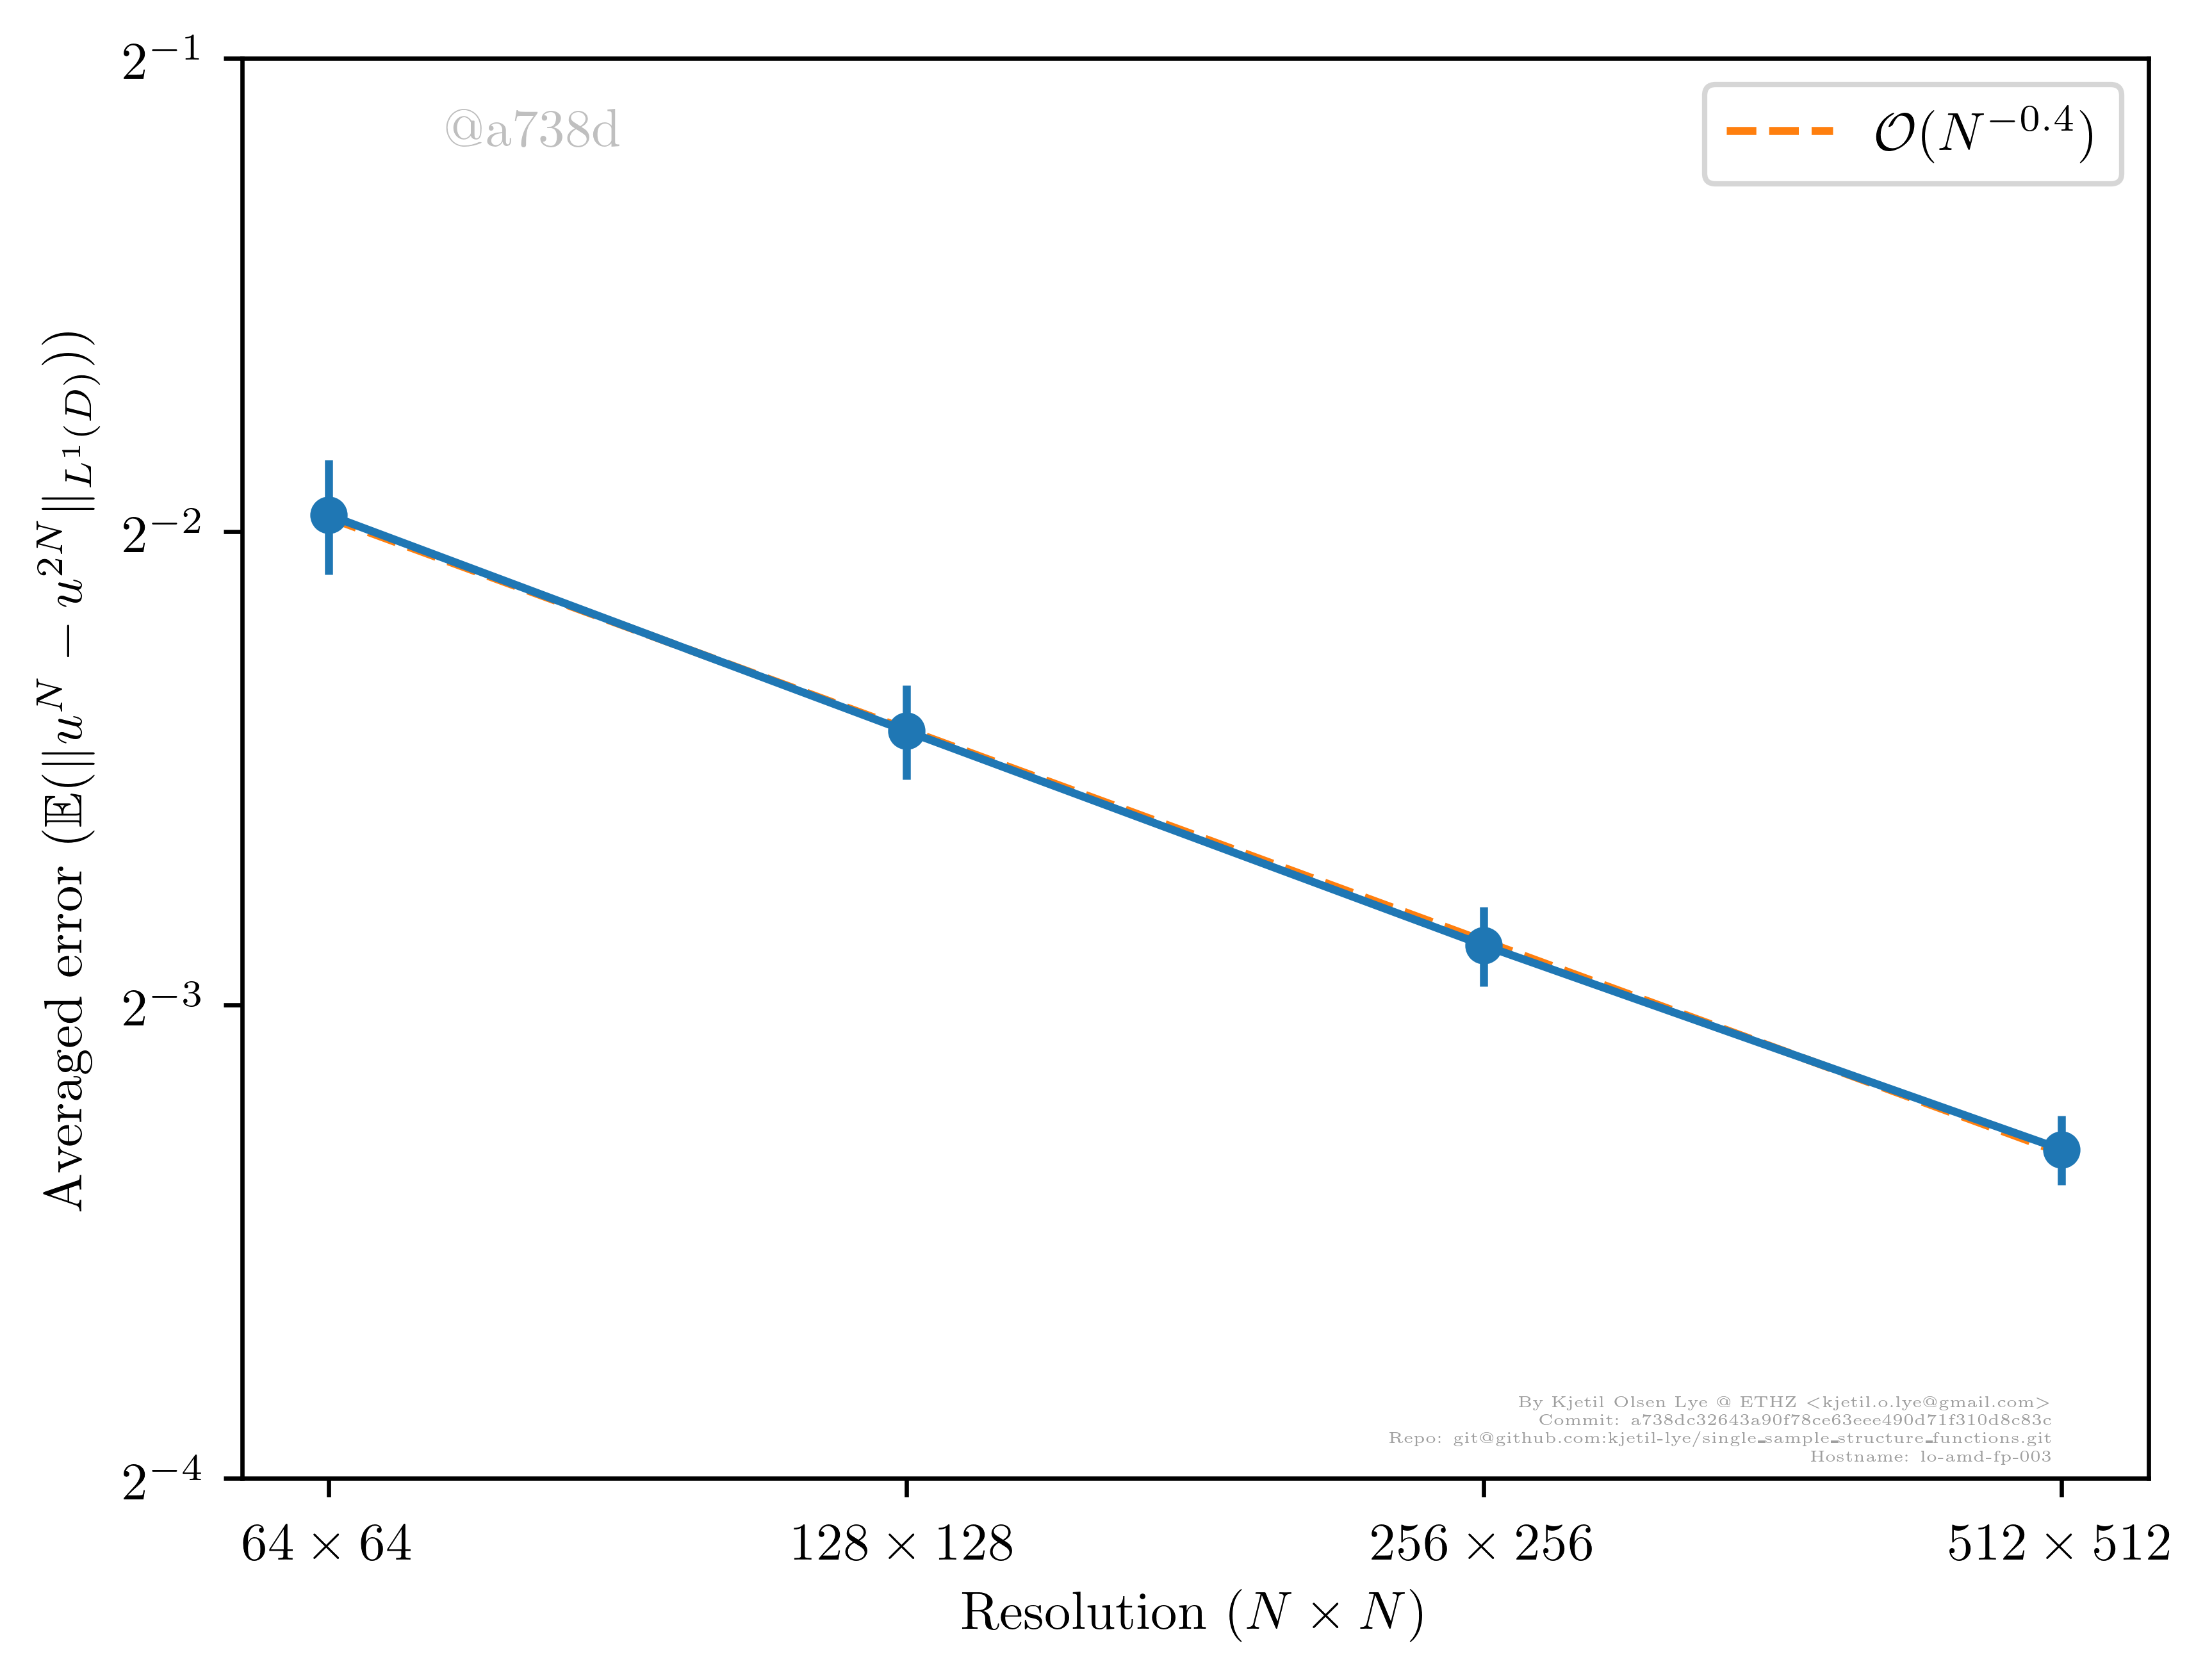 2⁻¹
@a738d
𝒪(N⁻⁰·⁴)
2⁻²
2⁻³
2⁻⁴
Averaged error (𝔼(‖u^N − u^{2N}‖_{L¹(D)}))
By Kjetil Olsen Lye @ ETHZ <kjetil.o.lye@gmail.com>
Commit: a738dc32643a90f78ce63eee490d71f310d8c83c
Repo: git@github.com:kjetil-lye/single_sample_structure_functions.git
Hostname: lo-amd-fp-003
64 × 64 128 × 128 256 × 256 512 × 512
Resolution (N × N)